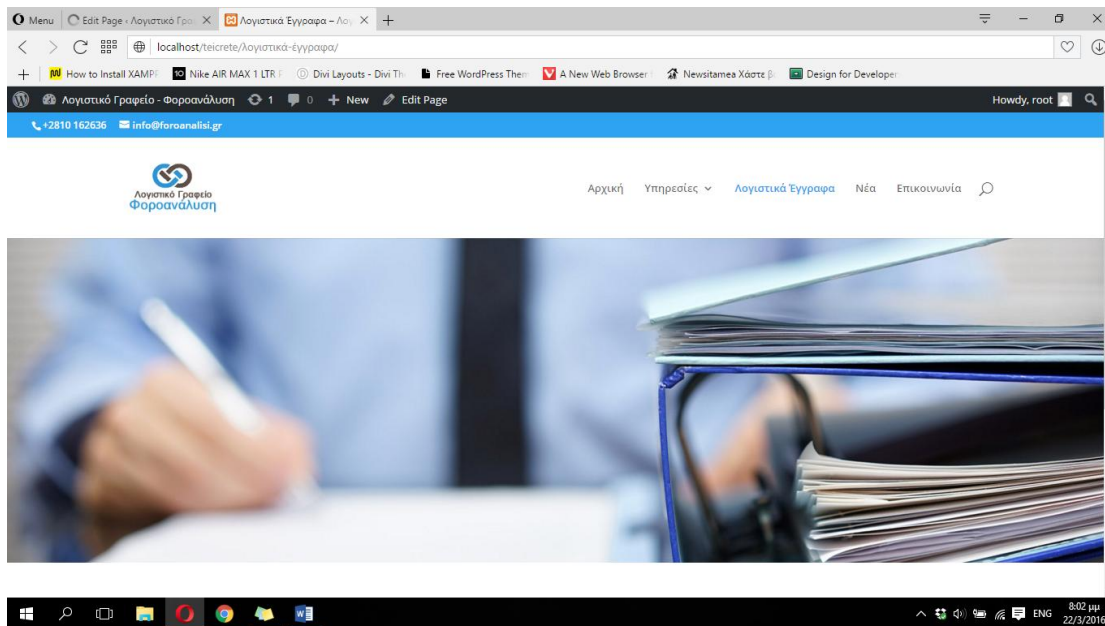 Menu Edit Page ‹ Λογιστικό Γρα Λογιστικά Έγγραφα – Λογ
localhost/teicrete/λογιστικά-έγγραφα/
How to Install XAMPP Nike AIR MAX 1 LTR Divi Layouts - Divi Th Free WordPress Them A New Web Browser Newsitamea Χάστε β Design for Developer
Λογιστικό Γραφείο - Φοροανάλυση 1 0 New Edit Page Howdy, root
+2810 162636 info@foroanalisi.gr
Λογιστικό Γραφείο
Φοροανάλυση
Αρχική Υπηρεσίες Λογιστικά Έγγραφα Νέα Επικοινωνία
ENG 8:02 μμ
22/3/2016